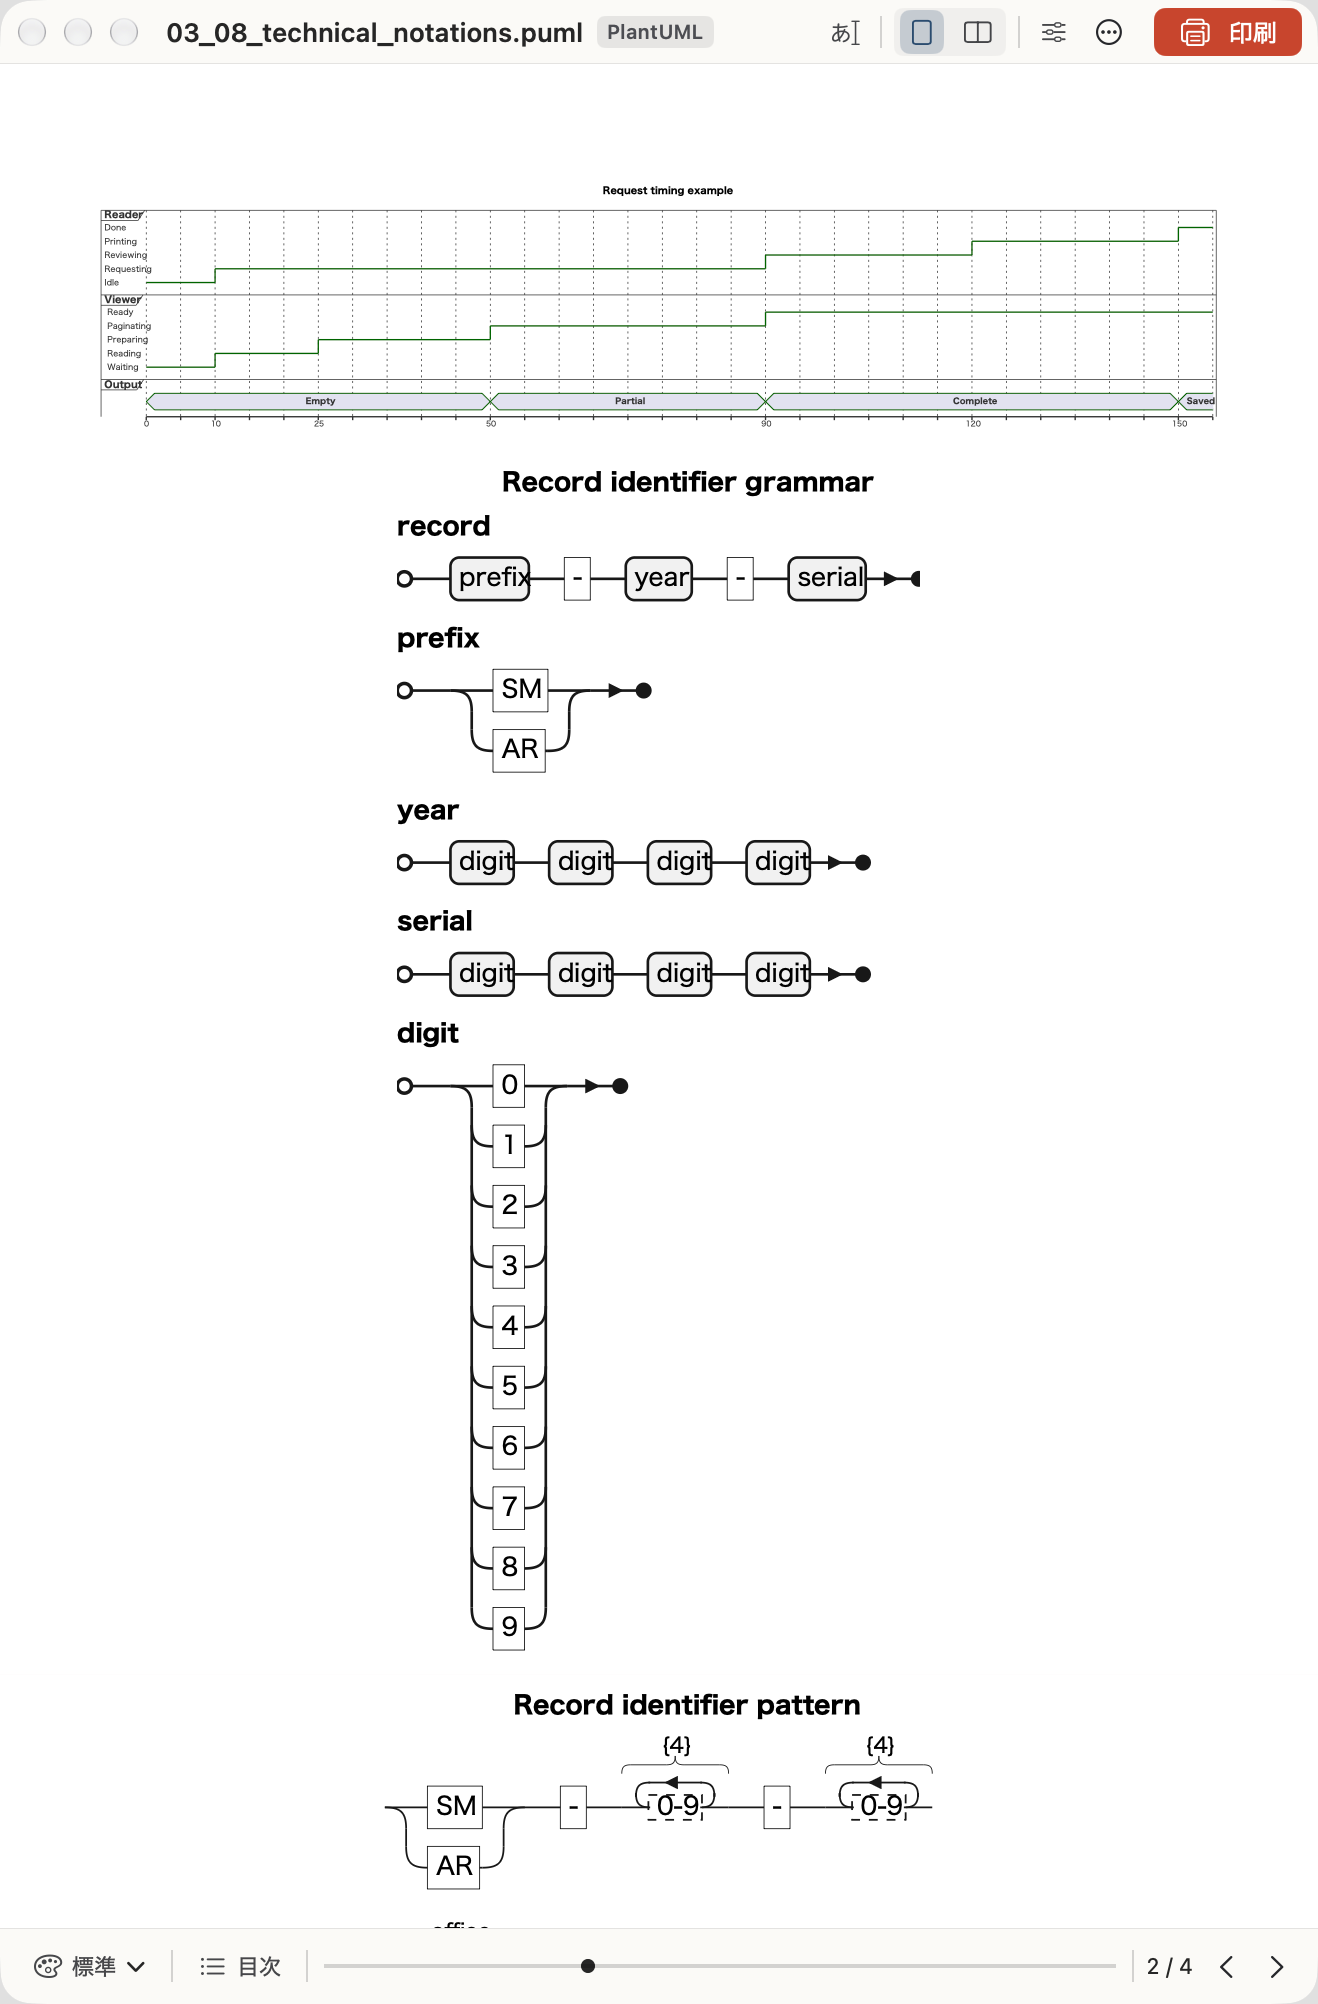 03_08_technical_notations.puml PlantUML あ 印刷
Request timing example
Reader
Done
Printing
Reviewing
Requesting
Idle
Viewer
Ready
Paginating
Preparing
Reading
Waiting
Output
Empty Partial Complete Saved
0 10 25 50 90 120 150
Record identifier grammar
record
prefix - year - serial
prefix
SM
AR
year
digit digit digit digit
serial
digit digit digit digit
digit
0
1
2
3
4
5
6
7
8
9
Record identifier pattern
{4} {4}
SM - 0-9 - 0-9
AR
標準 目次 2 / 4